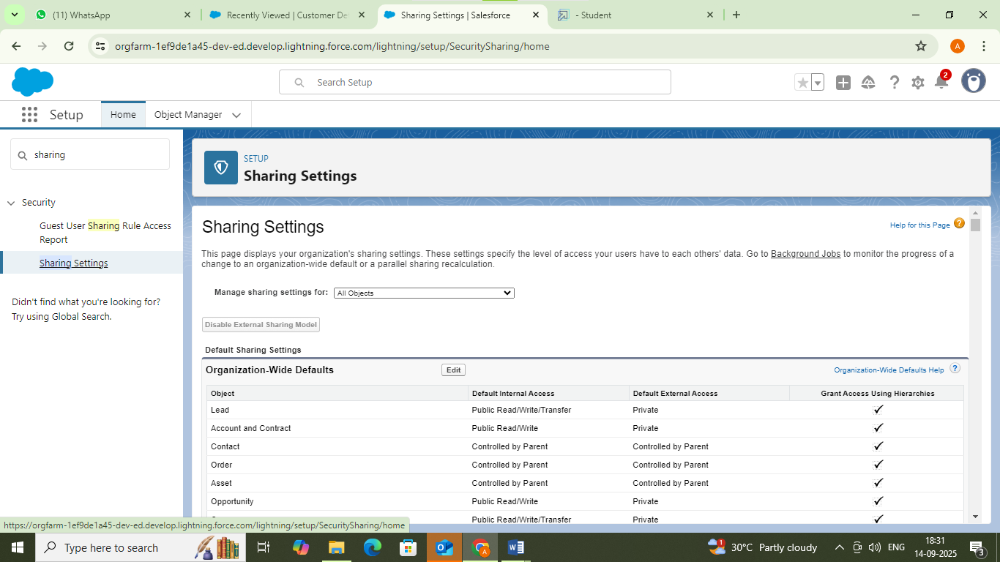 (11) WhatsApp
Recently Viewed | Customer De
Sharing Settings | Salesforce
- Student
orgfarm-1ef9de1a45-dev-ed.develop.lightning.force.com/lightning/setup/SecuritySharing/home
A
Search Setup
2
Setup
Home
Object Manager
sharing
Security
Guest User Sharing Rule Access
Report
Sharing Settings
Didn't find what you're looking for?
Try using Global Search.
SETUP
Sharing Settings
Sharing Settings
Help for this Page ?
This page displays your organization's sharing settings. These settings specify the level of access your users have to each others' data. Go to Background Jobs to monitor the progress of a
change to an organization-wide default or a parallel sharing recalculation.
Manage sharing settings for: All Objects
Disable External Sharing Model
Default Sharing Settings
Organization-Wide Defaults Edit Organization-Wide Defaults Help ?
Object Default Internal Access Default External Access Grant Access Using Hierarchies
Lead Public Read/Write/Transfer Private
Account and Contract Public Read/Write Private
Contact Controlled by Parent Controlled by Parent
Order Controlled by Parent Controlled by Parent
Asset Controlled by Parent Controlled by Parent
Opportunity Public Read/Write Private
Public Read/Write/Transfer Private
https://orgfarm-1ef9de1a45-dev-ed.develop.lightning.force.com/lightning/setup/SecuritySharing/home
Type here to search
1
30°C Partly cloudy
ENG
18:31
14-09-2025
3